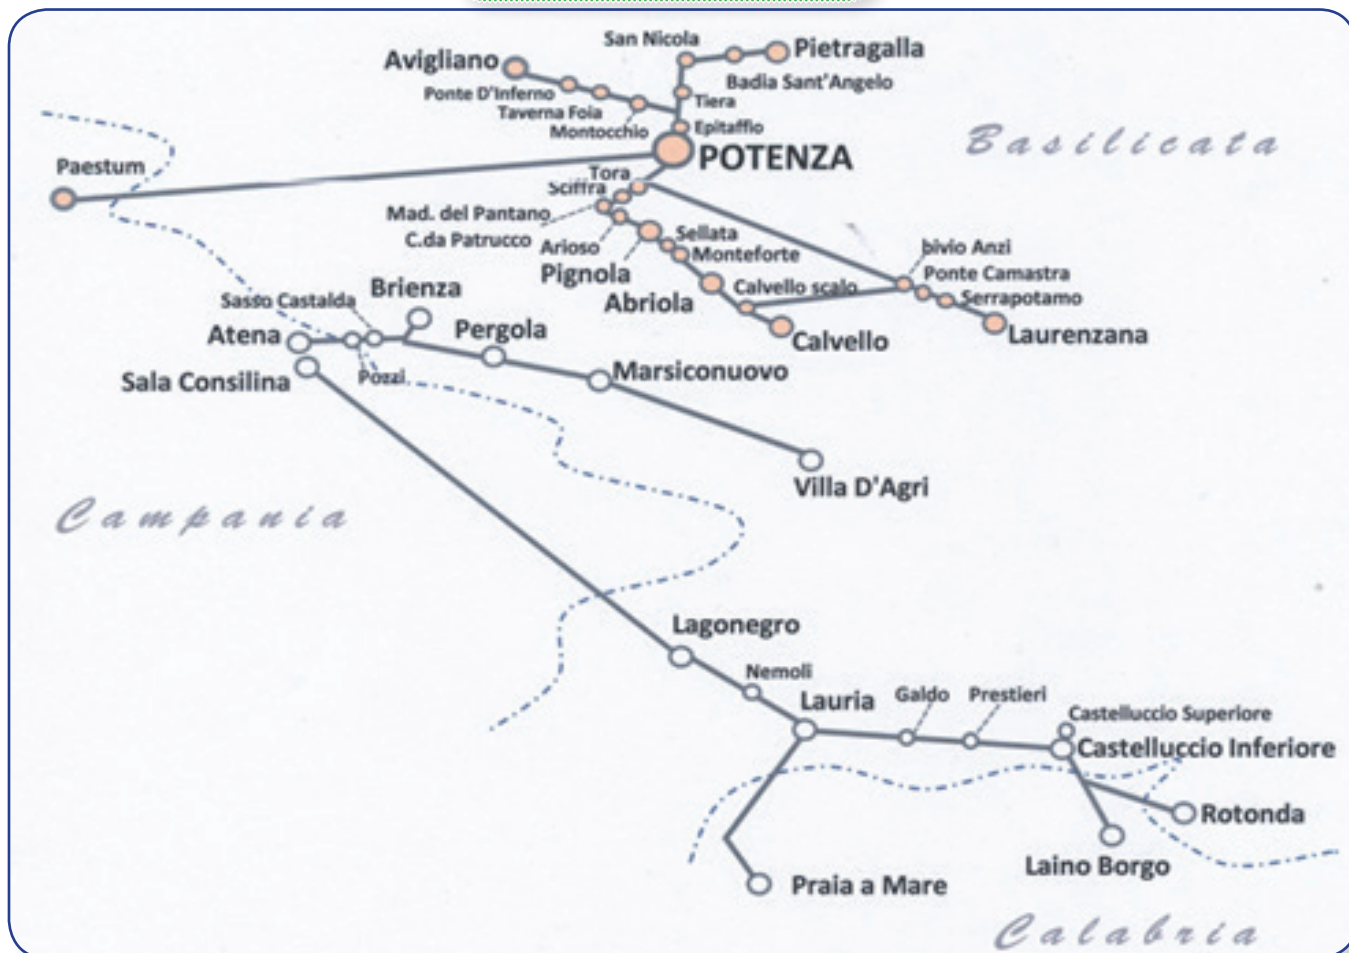 San Nicola
Pietragalla
Avigliano
Badia Sant'Angelo
Ponte D'Inferno
Tiera
Taverna Foia
Montocchio
Epitaffio
Basilicata
POTENZA
Paestum
Tora
Sciffra
Mad. del Pantano
C.da Patrucco
Arioso
Sellata
Monteforte
bivio Anzi
Pignola
Ponte Camastra
Abriola
Calvello scalo
Serrapotamo
Brienza
Sasso Castalda
Atena
Pergola
Calvello
Laurenzana
Sala Consilina
Pozzi
Marsiconuovo
Villa D'Agri
Campania
Lagonegro
Nemoli
Lauria
Galdo
Prestieri
Castelluccio Superiore
Castelluccio Inferiore
Rotonda
Laino Borgo
Praia a Mare
Calabria